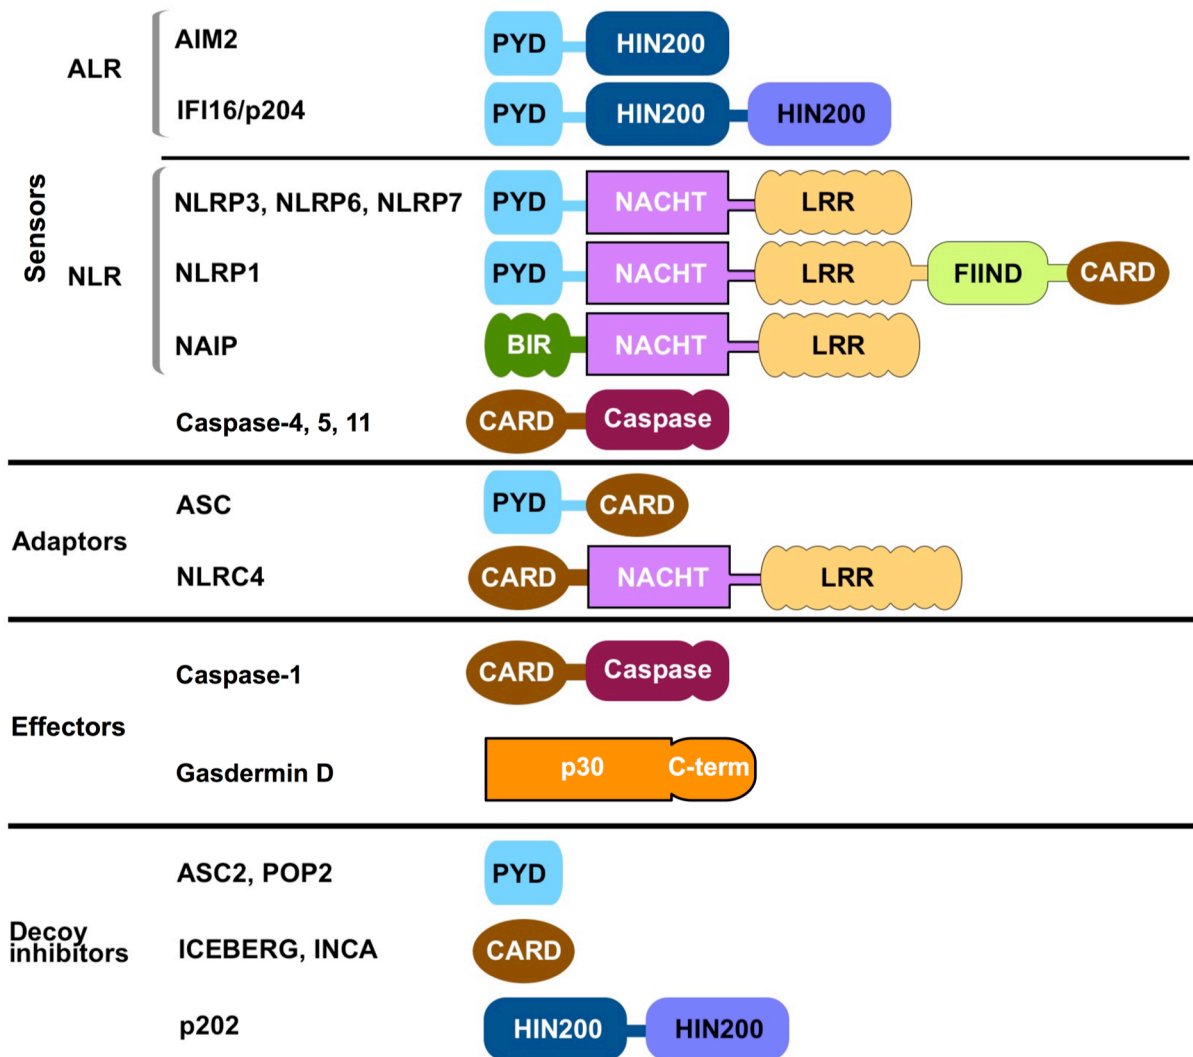 Sensors
ALR
AIM2 PYD HIN200
IFI16/p204 PYD HIN200 HIN200
NLR
NLRP3, NLRP6, NLRP7 PYD NACHT LRR
NLRP1 PYD NACHT LRR FIIND CARD
NAIP BIR NACHT LRR
Caspase-4, 5, 11 CARD Caspase
Adaptors
ASC PYD CARD
NLRC4 CARD NACHT LRR
Effectors
Caspase-1 CARD Caspase
Gasdermin D p30 C-term
Decoy
inhibitors
ASC2, POP2 PYD
ICEBERG, INCA CARD
p202 HIN200 HIN200